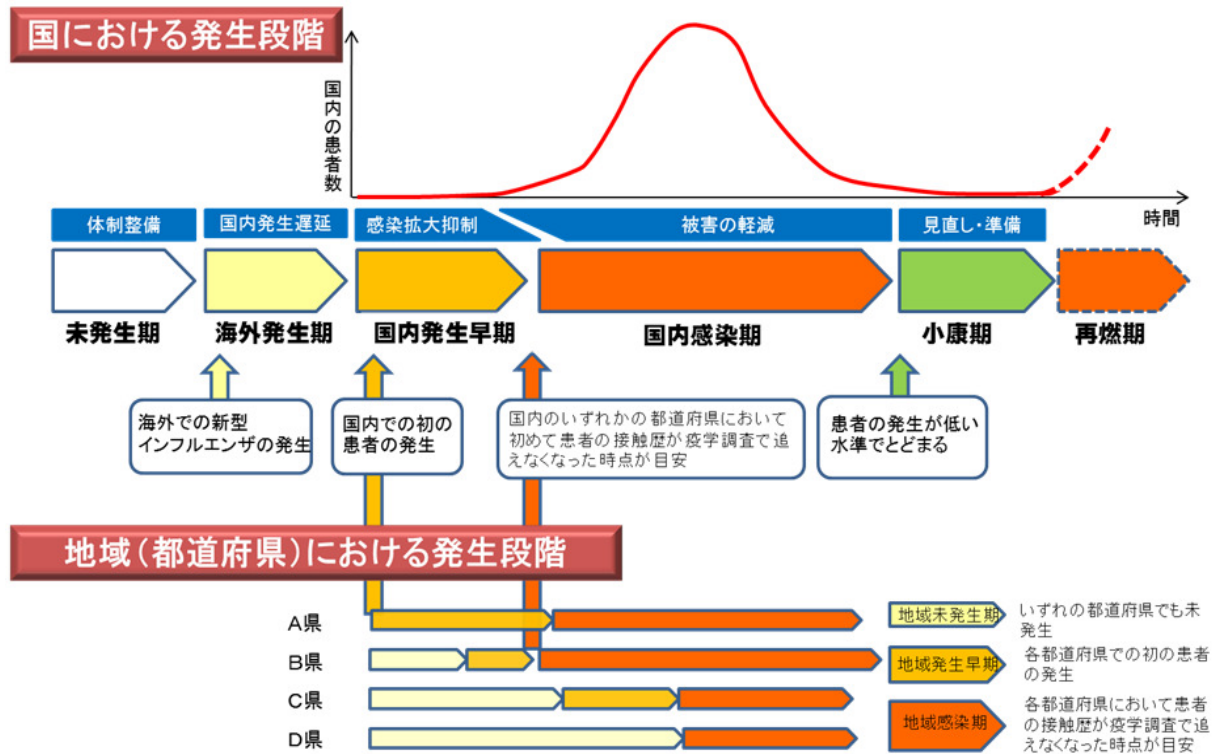 国における発生段階
国内の患者数
時間
体制整備
国内発生遅延
感染拡大抑制
被害の軽減
見直し・準備
未発生期
海外発生期
国内発生早期
国内感染期
小康期
再燃期
海外での新型
インフルエンザの発生
国内での初の
患者の発生
国内のいずれかの都道府県において
初めて患者の接触歴が疫学調査で追
えなくなった時点が目安
患者の発生が低い
水準でとどまる
地域(都道府県)における発生段階
A県
B県
C県
D県
地域未発生期
いずれの都道府県でも未
発生
地域発生早期
各都道府県での初の患者
の発生
地域感染期
各都道府県において患者
の接触歴が疫学調査で追
えなくなった時点が目安